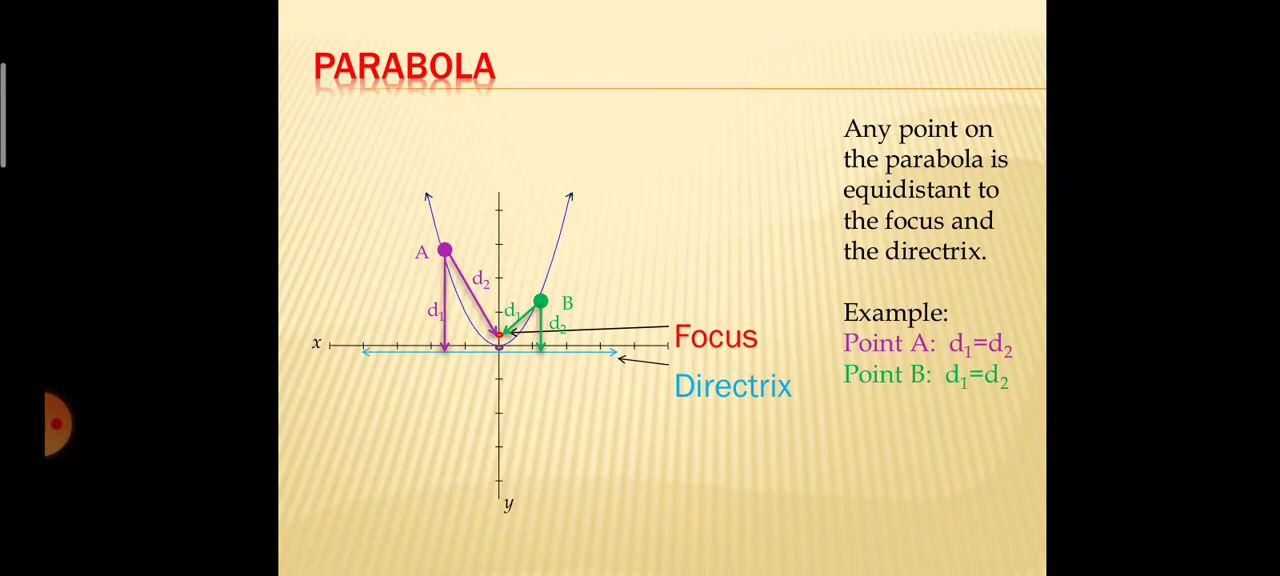 PARABOLA
Any point on
the parabola is
equidistant to
the focus and
the directrix.
Example:
Point A:  d₁=d₂
Point B:  d₁=d₂
A
d₂
d₁
B
d₁
d₂
x
Focus
Directrix
y